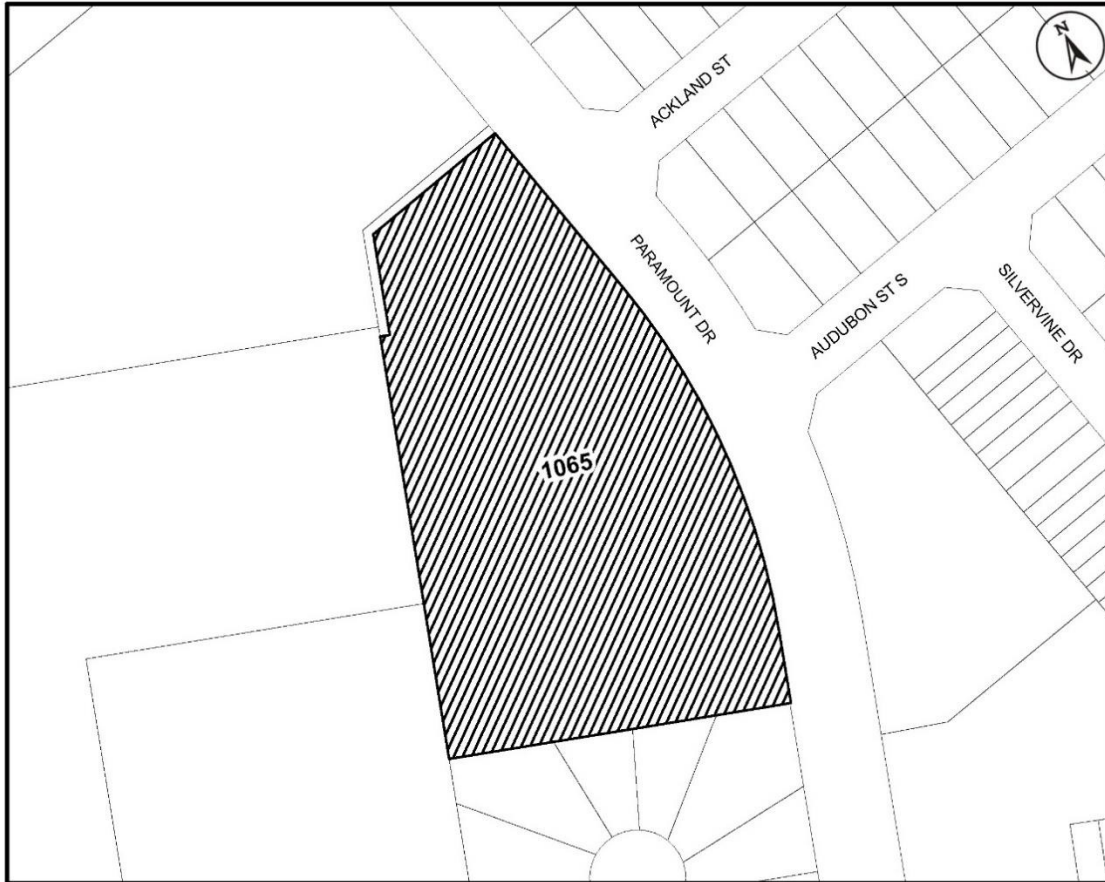 N
ACKLAND ST
PARAMOUNT DR
AUDUBON ST S
SILVERVINE DR
1065